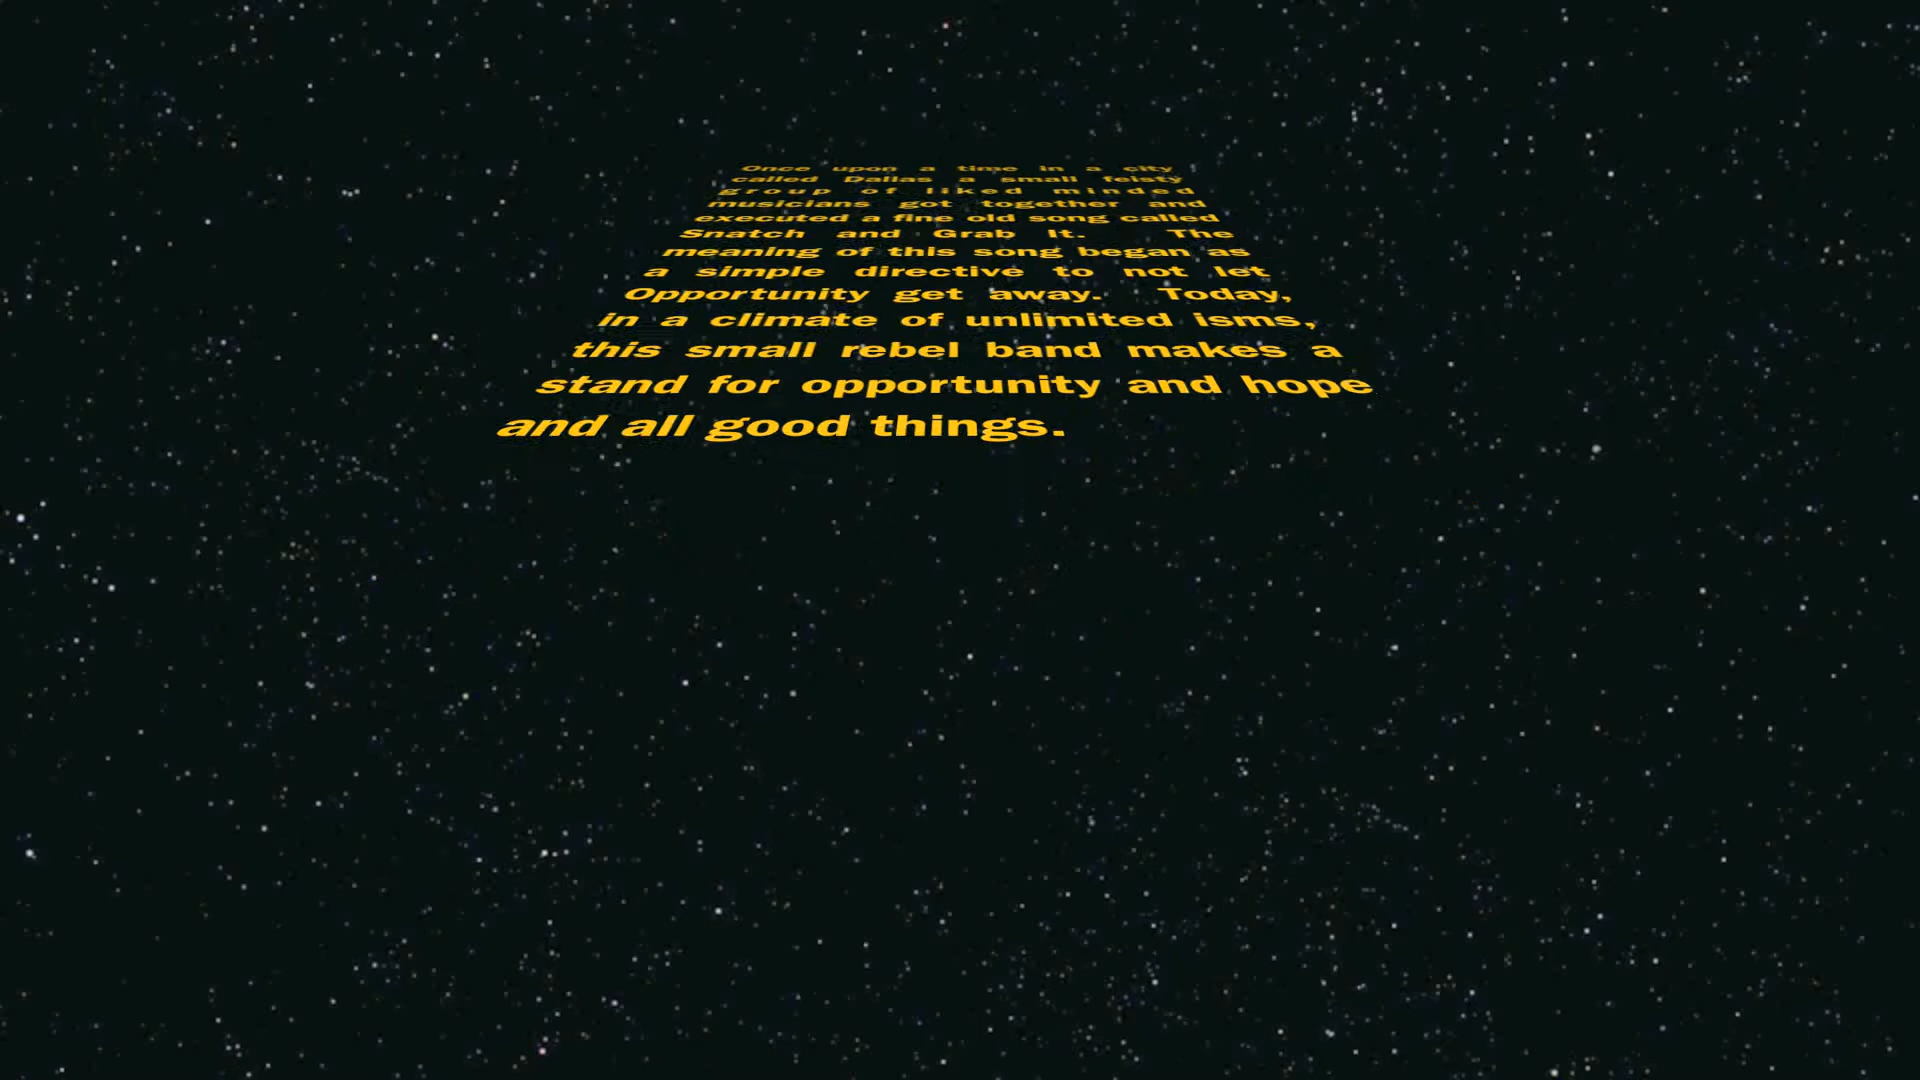 Once upon a time in a city
called Dallas a small feisty
group of liked minded
musicians got together and
executed a fine old song called
Snatch and Grab It. The
meaning of this song began as
a simple directive to not let
Opportunity get away. Today,
in a climate of unlimited isms,
this small rebel band makes a
stand for opportunity and hope
and all good things.